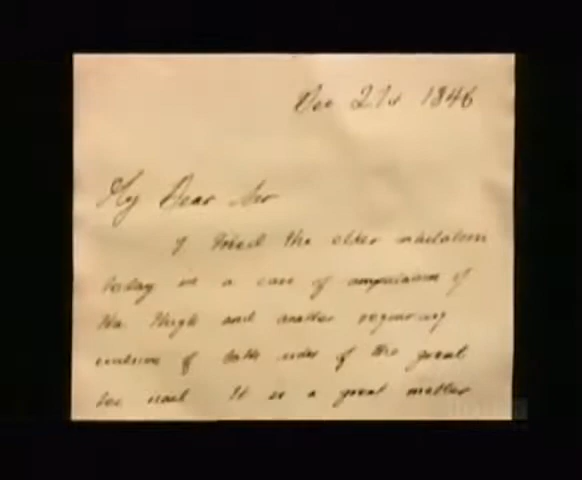 Dec 21st 1846
My Dear Sir
I tried the ether inhalation
today in a case of amputation of
the thigh and another requiring
evulsion of both sides of the great
toe nail It is a great matter